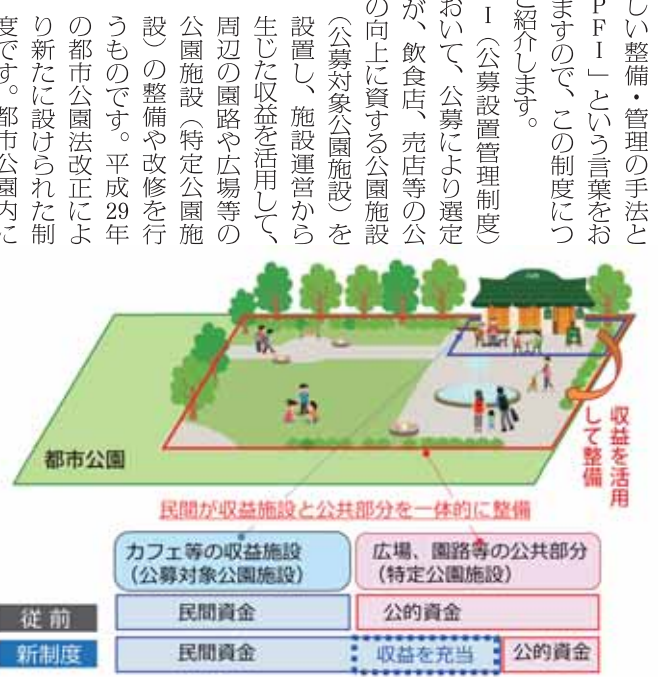 しい整備・管理の手法と
PFI」という言葉をお
ますので、この制度につ
ご紹介します。
I（公募設置管理制度）
おいて、公募により選定
が、飲食店、売店等の公
の向上に資する公園施設
（公募対象公園施設）を
設置し、施設運営から
生じた収益を活用して、
周辺の園路や広場等の
公園施設（特定公園施
設）の整備や改修を行
うものです。平成29年
の都市公園法改正によ
り新たに設けられた制
度です。都市公園内に
収益を活用
して整備
都市公園
民間が収益施設と公共部分を一体的に整備
カフェ等の収益施設
（公募対象公園施設）
広場、園路等の公共部分
（特定公園施設）
従前
民間資金
公的資金
新制度
民間資金
収益を充当
公的資金